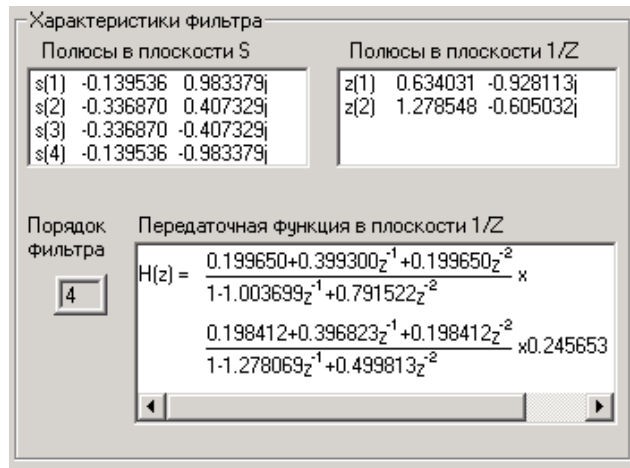 Характеристики фильтра
Полюсы в плоскости S
Полюсы в плоскости 1/Z
s(1) -0.139536 0.983379j
s(2) -0.336870 0.407329j
s(3) -0.336870 -0.407329j
s(4) -0.139536 -0.983379j
z(1) 0.634031 -0.928113j
z(2) 1.278548 -0.605032j
Порядок фильтра
4
Передаточная функция в плоскости 1/Z
H(z) =
0.199650+0.399300z⁻¹+0.199650z⁻²
x
1-1.003699z⁻¹+0.791522z⁻²
0.198412+0.396823z⁻¹+0.198412z⁻²
x0.245653
1-1.278069z⁻¹+0.499813z⁻²